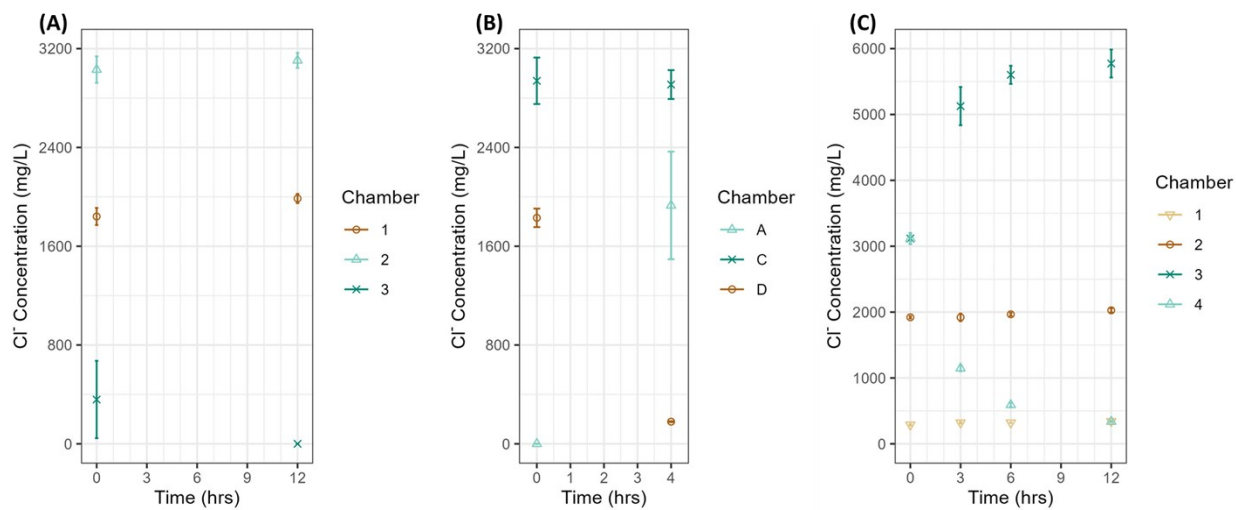 (A)
Cl⁻ Concentration (mg/L)
3200
2400
1600
800
0
0 3 6 9 12
Time (hrs)
Chamber
1
2
3
(B)
Cl⁻ Concentration (mg/L)
3200
2400
1600
800
0
0 1 2 3 4
Time (hrs)
Chamber
A
C
D
(C)
Cl⁻ Concentration (mg/L)
6000
5000
4000
3000
2000
1000
0
0 3 6 9 12
Time (hrs)
Chamber
1
2
3
4